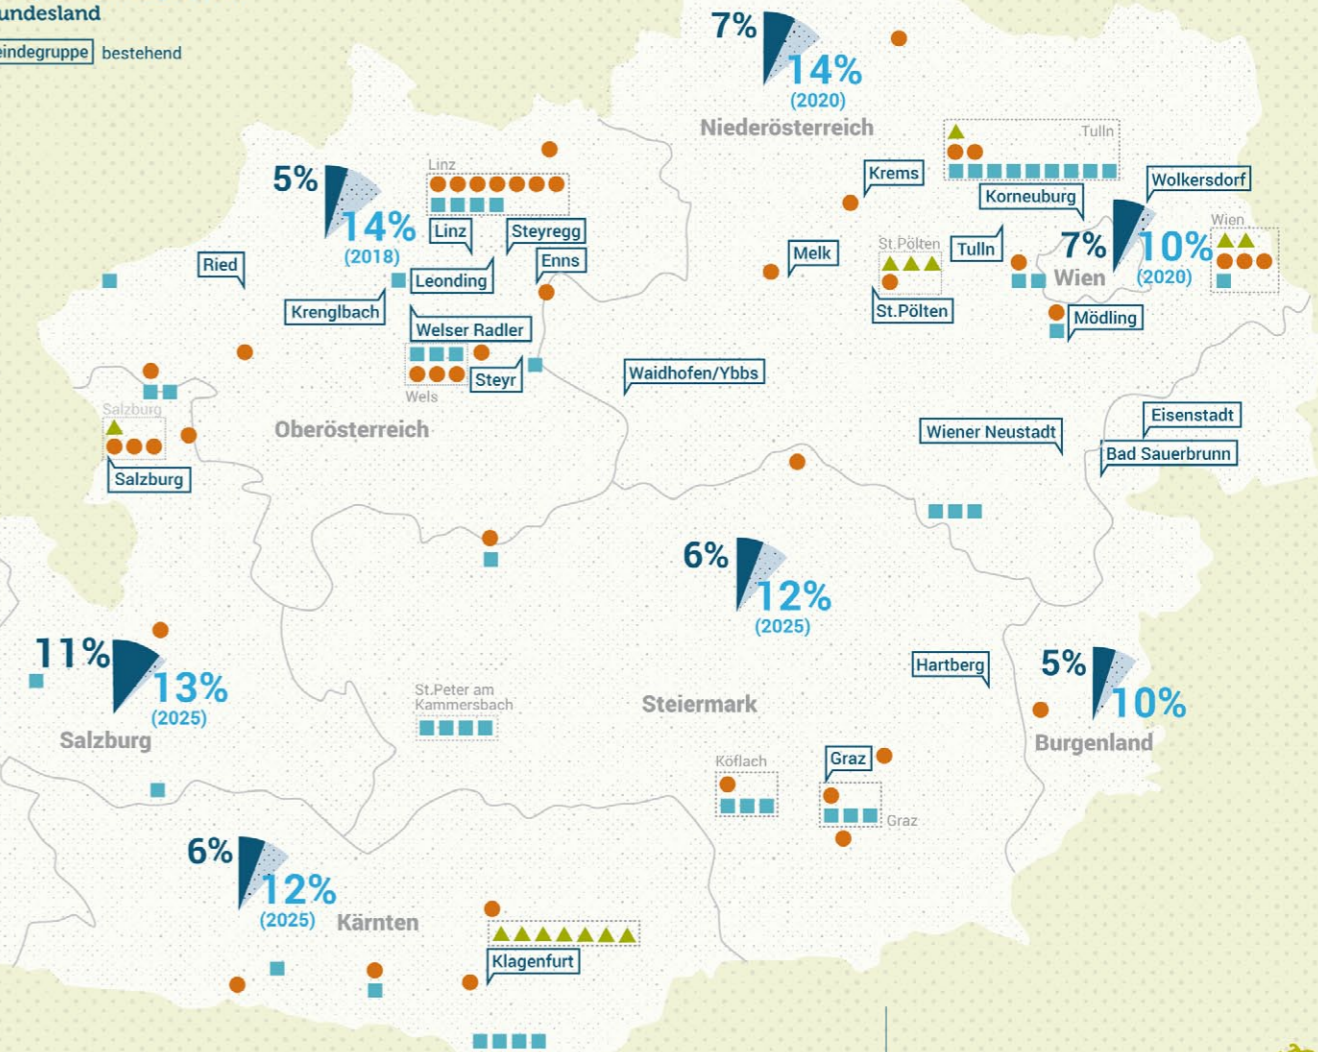 undesland
eindegruppe bestehend
7%
14%
(2020)
Niederösterreich
Tulln
Krems
Korneuburg
Wolkersdorf
5%
14%
(2018)
Linz
Linz
Steyregg
Enns
Ried
Leonding
Krenglbach
Welser Radler
Steyr
Wels
Melk
St.Pölten
St.Pölten
Tulln
7%
10%
(2020)
Wien
Wien
Mödling
Waidhofen/Ybbs
Oberösterreich
Salzburg
Salzburg
Wiener Neustadt
Eisenstadt
Bad Sauerbrunn
6%
12%
(2025)
Steiermark
11%
13%
(2025)
Salzburg
St.Peter am
Kammersbach
Hartberg
5%
10%
Burgenland
Köflach
Graz
Graz
6%
12%
(2025)
Kärnten
Klagenfurt